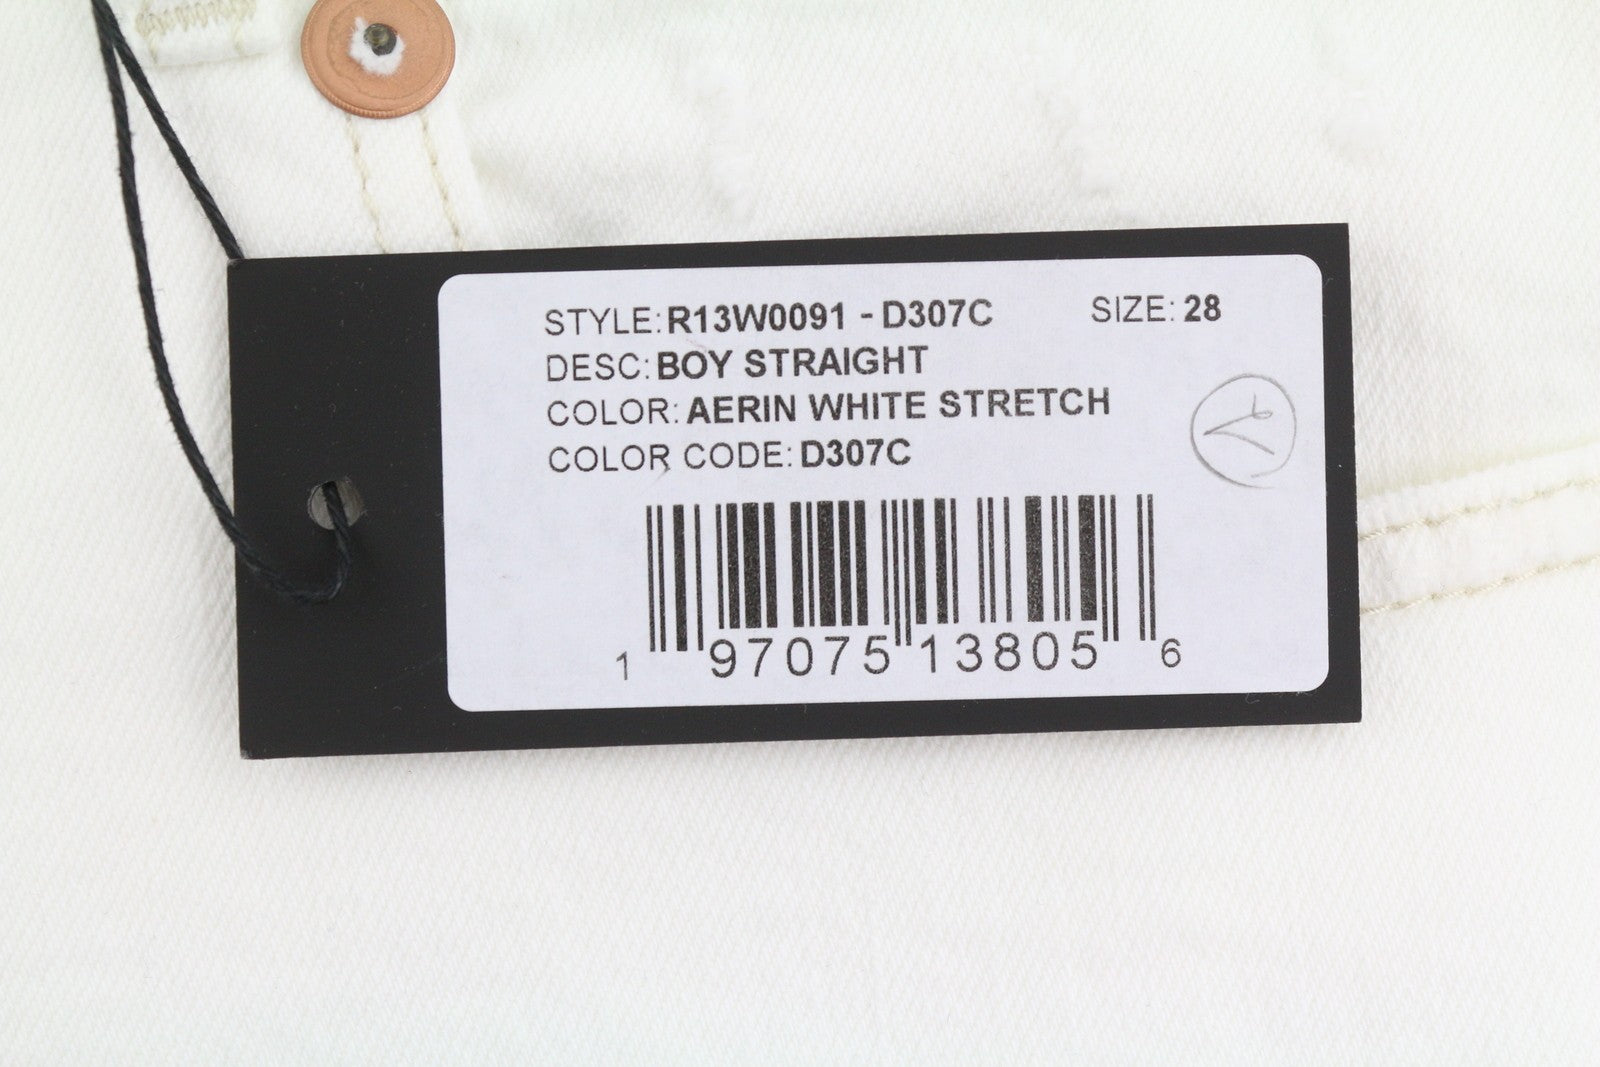 STYLE: R13W0091 - D307C SIZE: 28
DESC: BOY STRAIGHT
COLOR: AERIN WHITE STRETCH
COLOR CODE: D307C
1 97075 13805 6